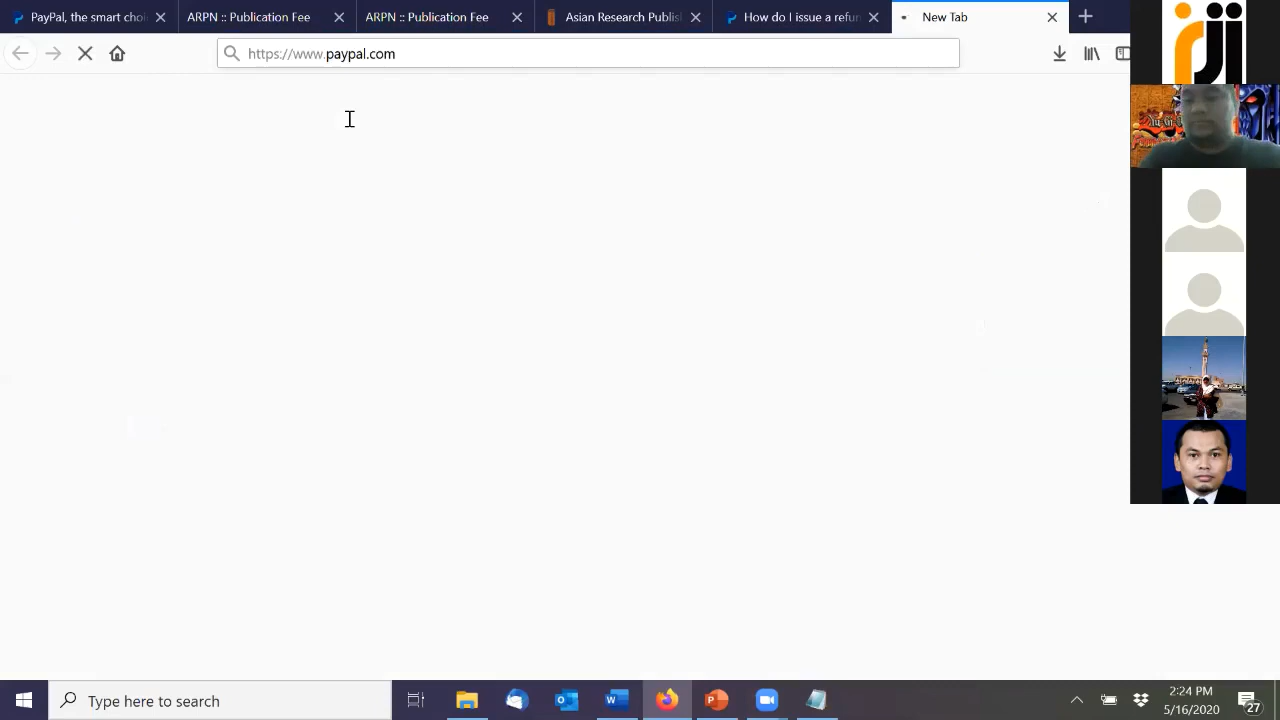 PayPal, the smart choi
ARPN :: Publication Fee
ARPN :: Publication Fee
Asian Research Publis
How do I issue a refun
New Tab
https://www.paypal.com
Type here to search
2:24 PM
5/16/2020
27